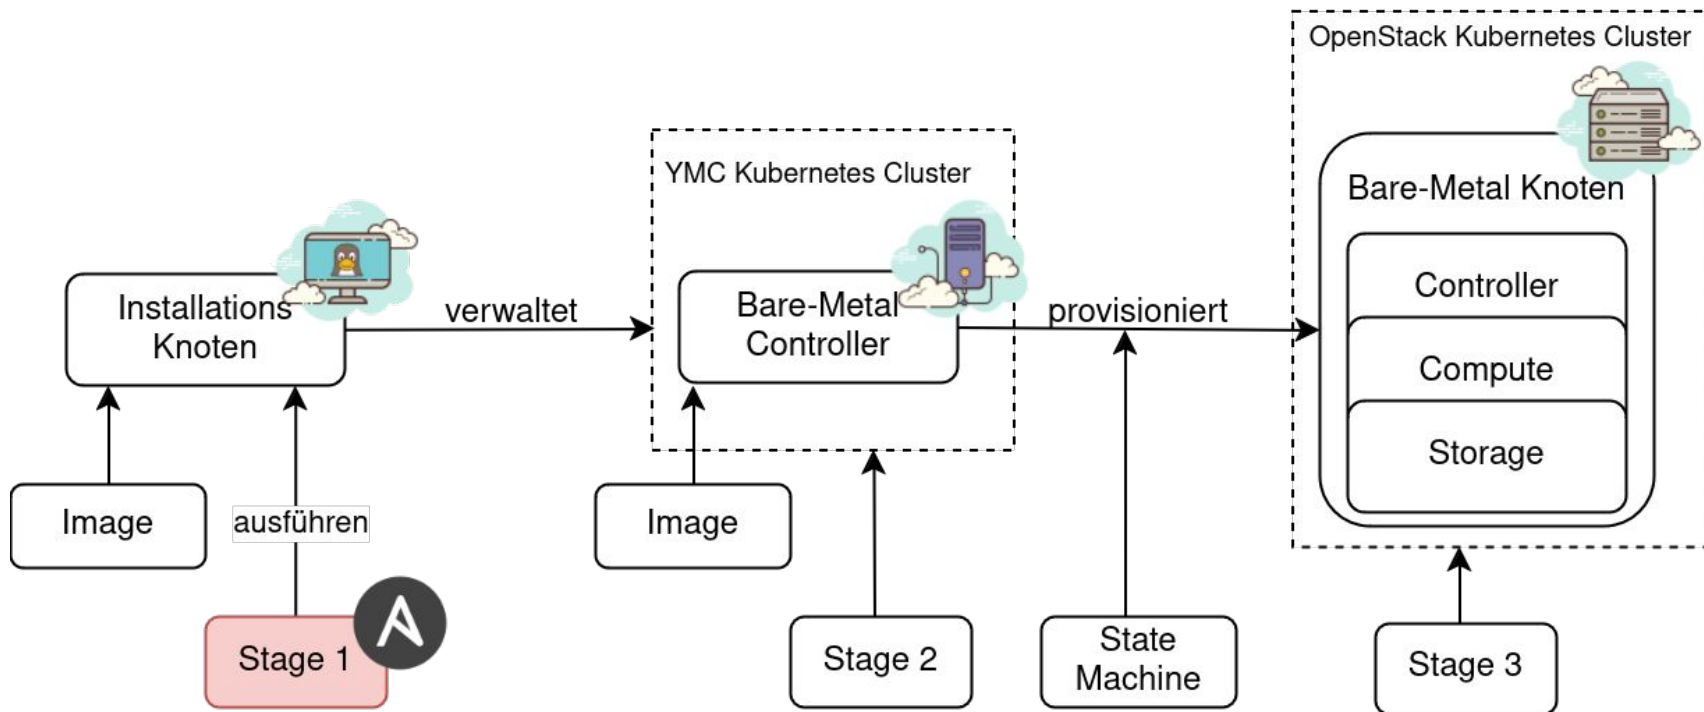 OpenStack Kubernetes Cluster
YMC Kubernetes Cluster
Bare-Metal Knoten
Installations
Knoten
verwaltet
Bare-Metal
Controller
provisioniert
Controller
Compute
Storage
Image
ausführen
Image
Stage 1
Stage 2
State
Machine
Stage 3